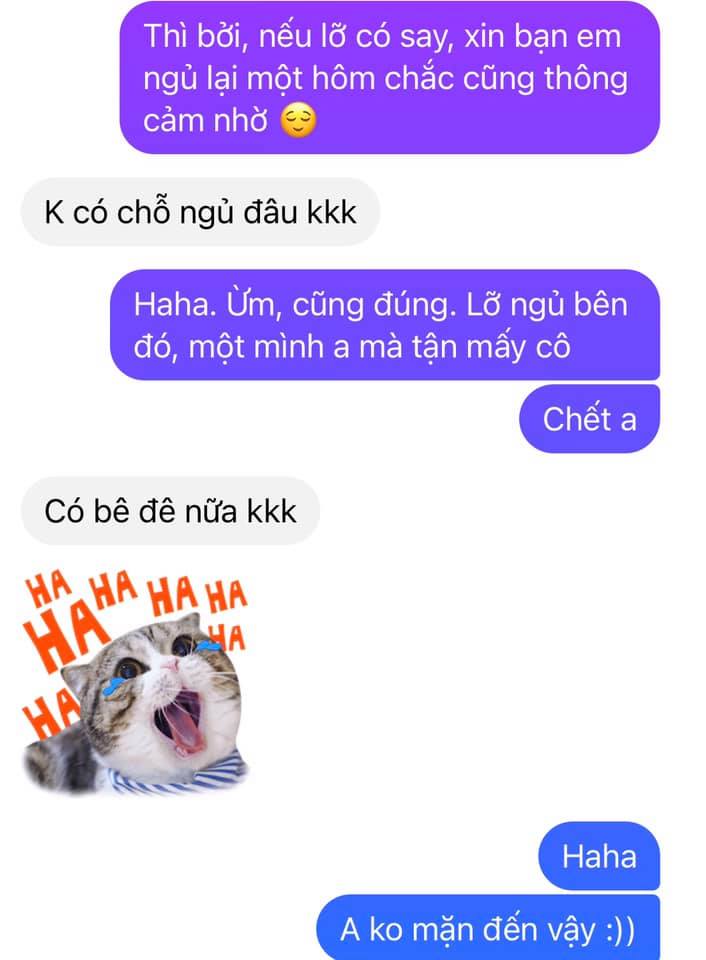 Thì bởi, nếu lỡ có say, xin bạn em
ngủ lại một hôm chắc cũng thông
cảm nhờ 😌
K có chỗ ngủ đâu kkk
Haha. Ừm, cũng đúng. Lỡ ngủ bên
đó, một mình a mà tận mấy cô
Chết a
Có bê đê nữa kkk
HA HA HA HA
HA HA
HA
Haha
A ko mặn đến vậy :))